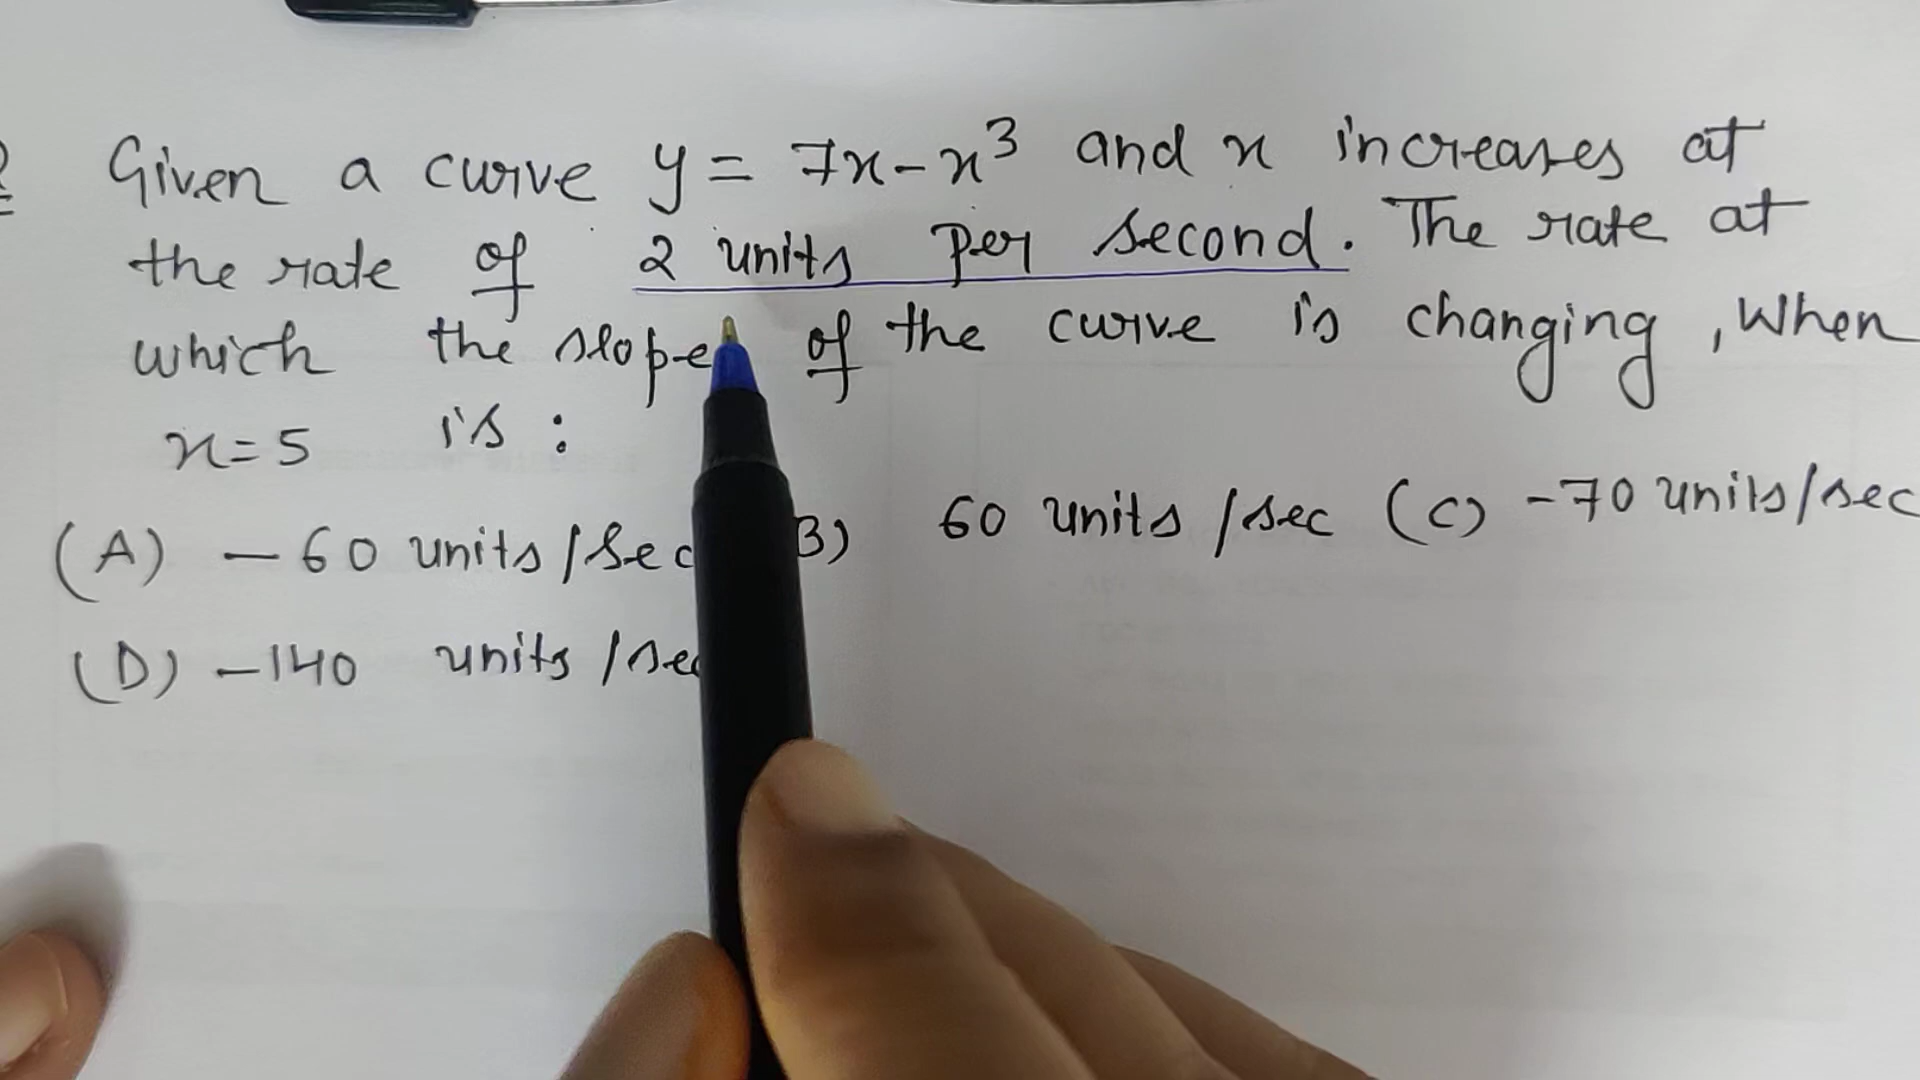 Given a curve y = 7x - x³ and x increases at
the rate of 2 units per second. The rate at
which the slope of the curve is changing, when
x=5 is :
(A) - 60 units /sec B) 60 units /sec (C) -70 units/sec
(D) -140 units /sec